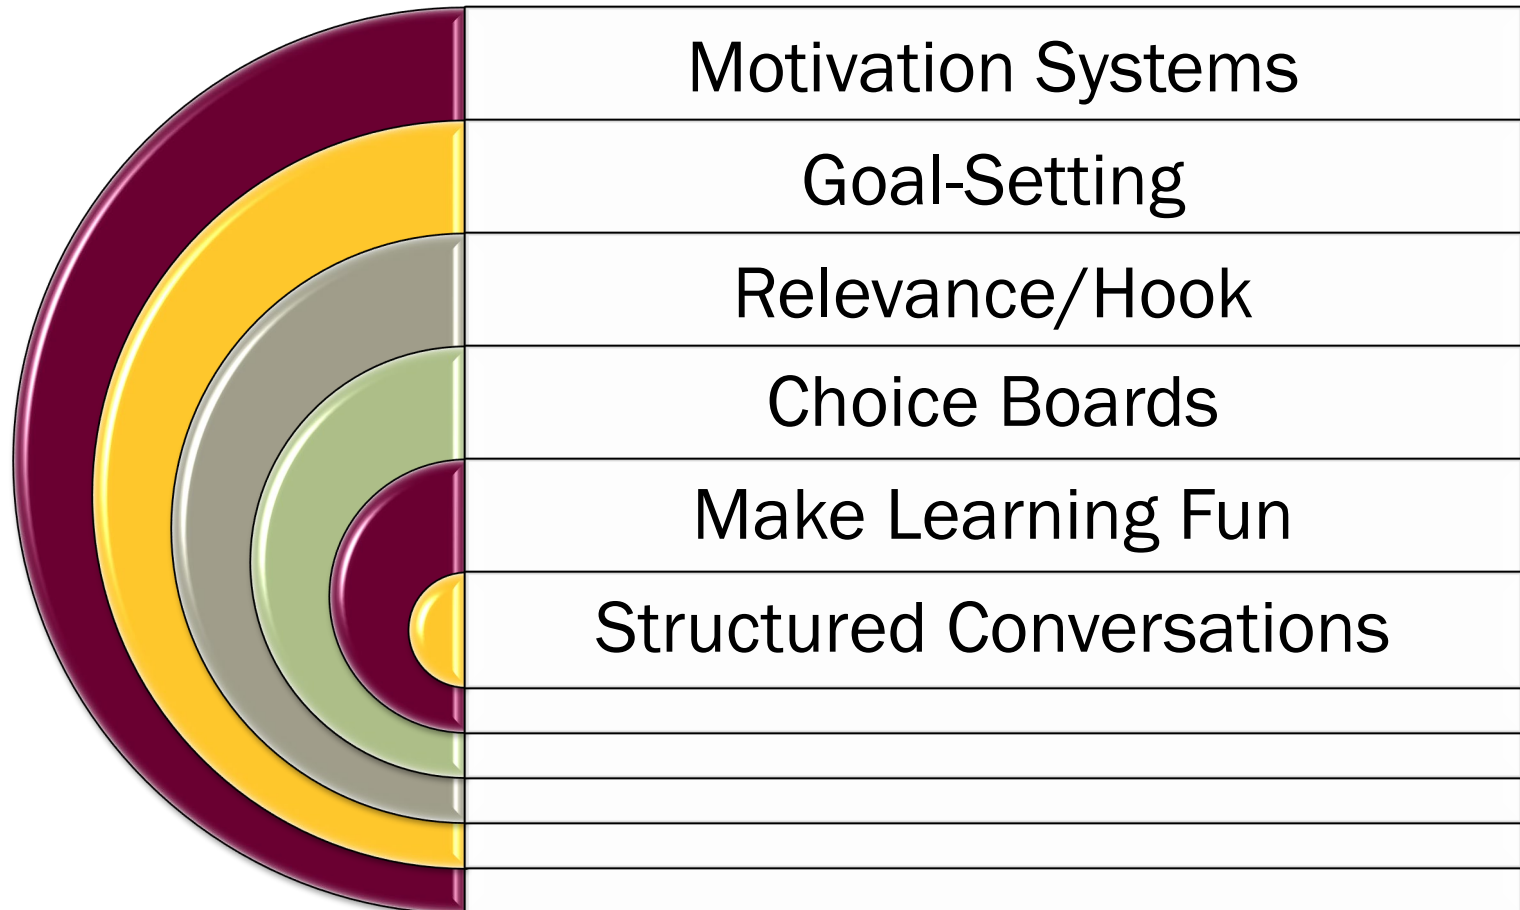 Motivation Systems
Goal-Setting
Relevance/Hook
Choice Boards
Make Learning Fun
Structured Conversations